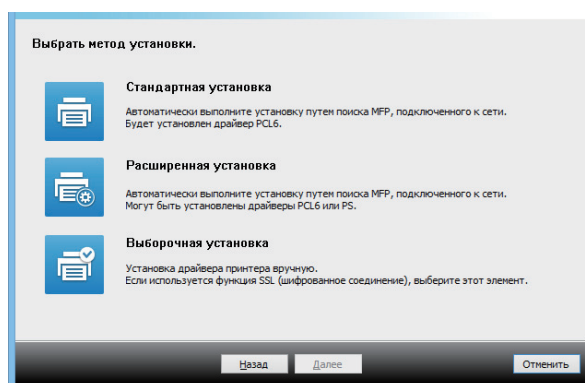 Выбрать метод установки.
Стандартная установка
Автоматически выполните установку путем поиска MFP, подключенного к сети.
Будет установлен драйвер PCL6.
Расширенная установка
Автоматически выполните установку путем поиска MFP, подключенного к сети.
Могут быть установлены драйверы PCL6 или PS.
Выборочная установка
Установка драйвера принтера вручную.
Если используется функция SSL (шифрованное соединение), выберите этот элемент.
Назад
Далее
Отменить